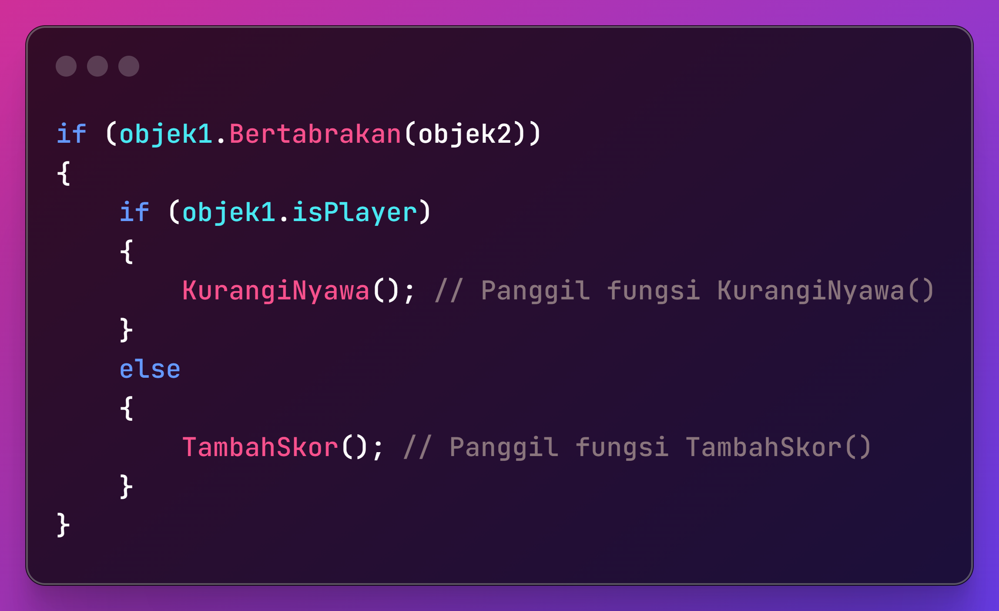 if (objek1.Bertabrakan(objek2))
{
    if (objek1.isPlayer)
    {
        KurangiNyawa(); // Panggil fungsi KurangiNyawa()
    }
    else
    {
        TambahSkor(); // Panggil fungsi TambahSkor()
    }
}